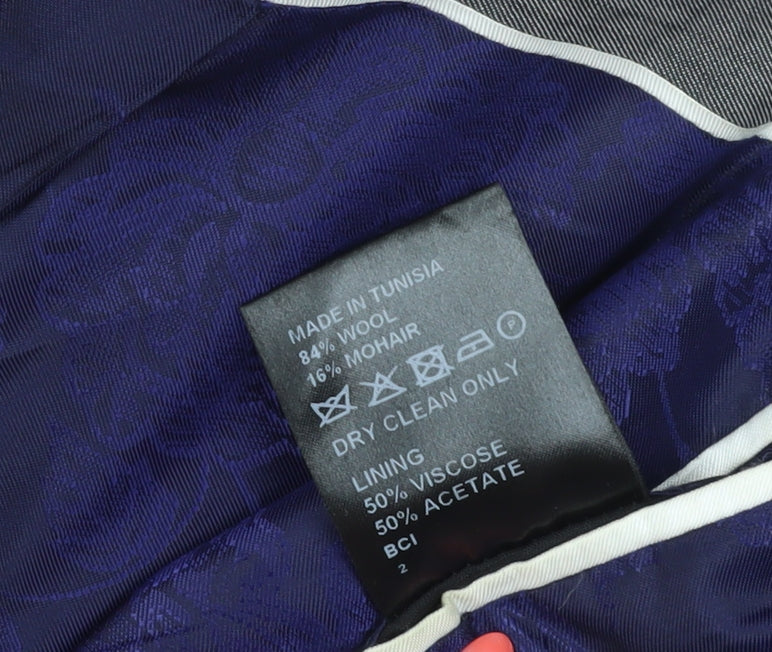 MADE IN TUNISIA
84% WOOL
16% MOHAIR
P
DRY CLEAN ONLY
LINING
50% VISCOSE
50% ACETATE
BCI
2